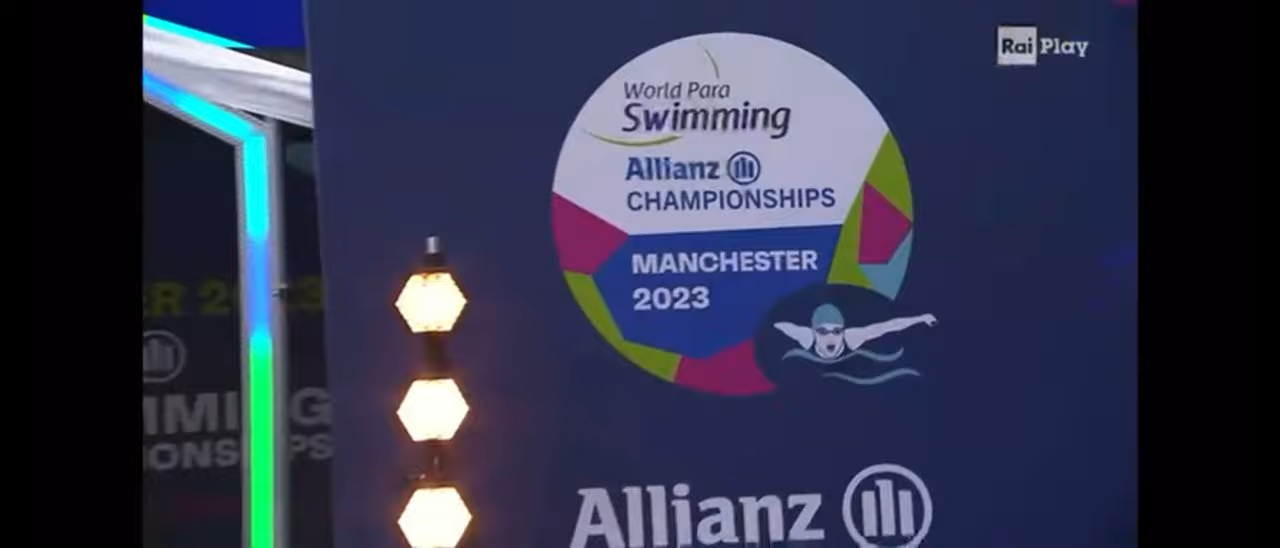 Rai Play
World Para
Swimming
Allianz
CHAMPIONSHIPS
MANCHESTER
2023
Allianz